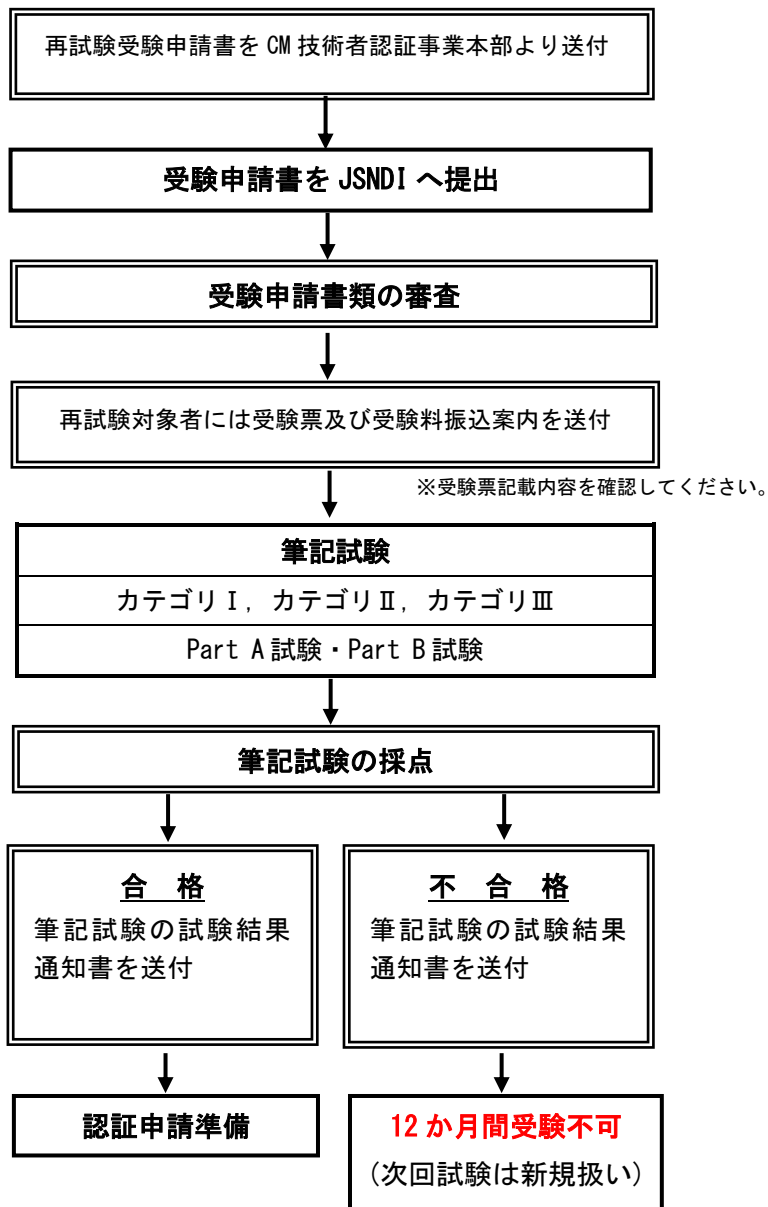 再試験受験申請書を CM 技術者認証事業本部より送付
受験申請書を JSNDI へ提出
受験申請書類の審査
再試験対象者には受験票及び受験料振込案内を送付
※受験票記載内容を確認してください。
筆記試験
カテゴリⅠ, カテゴリⅡ, カテゴリⅢ
Part A 試験・Part B 試験
筆記試験の採点
合 格
筆記試験の試験結果
通知書を送付
不 合 格
筆記試験の試験結果
通知書を送付
認証申請準備
12 か月間受験不可
(次回試験は新規扱い)